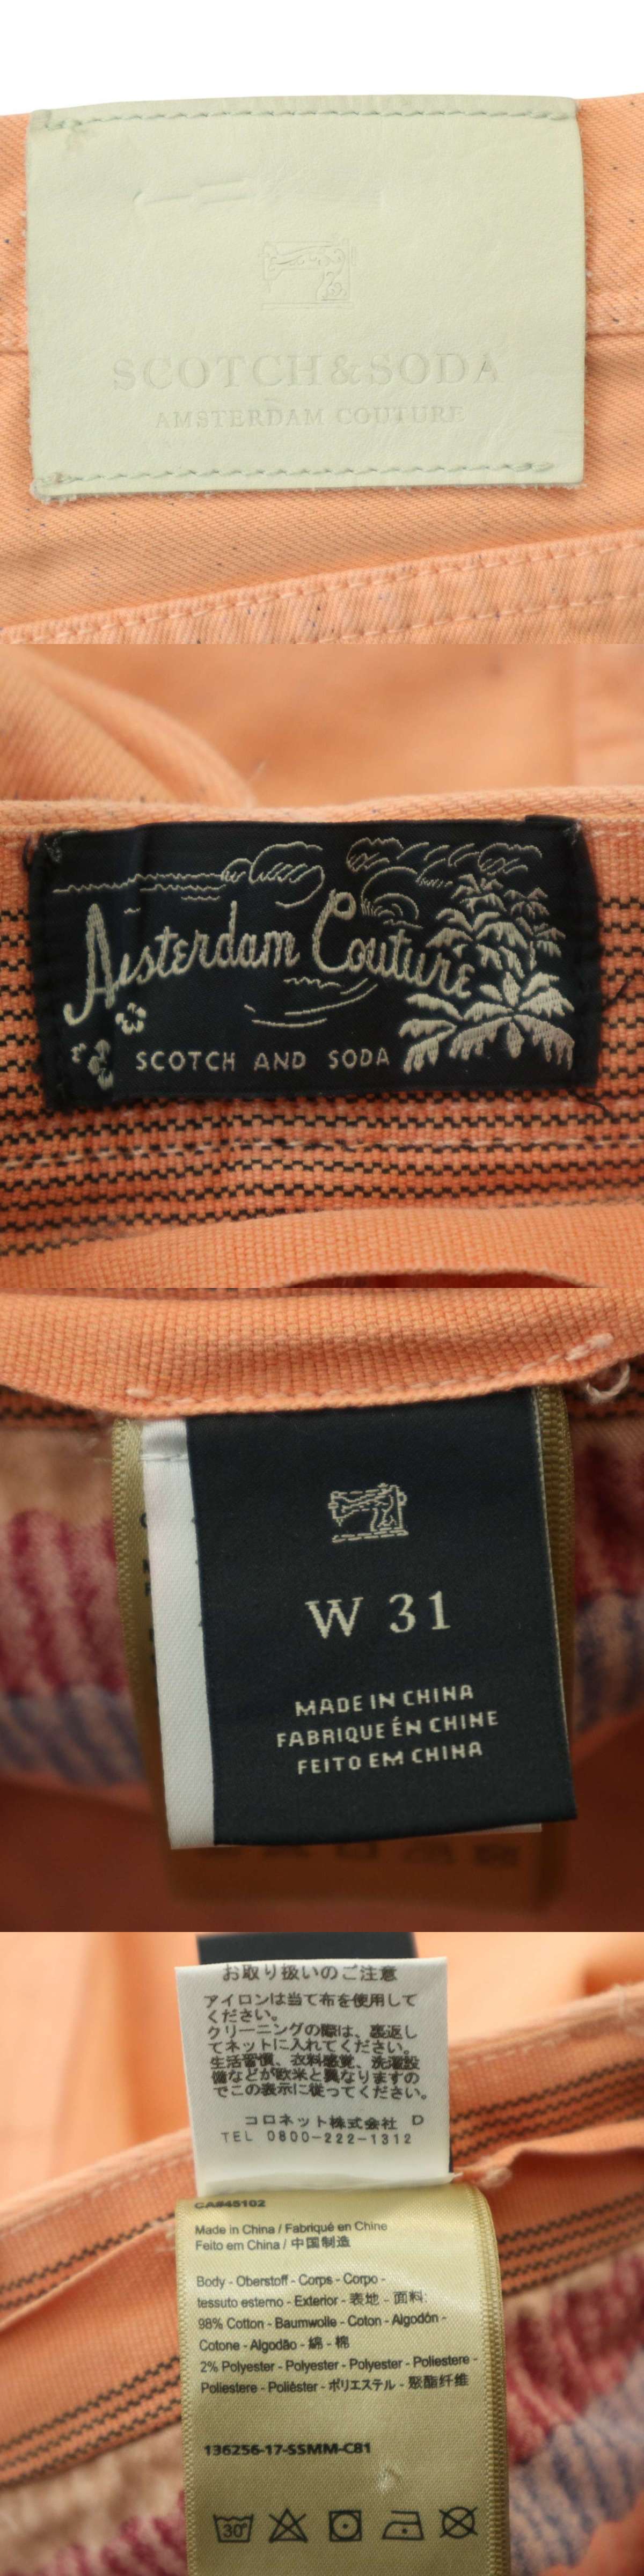 SCOTCH & SODA
AMSTERDAM COUTURE
Amsterdam Couture
SCOTCH AND SODA
W 31
MADE IN CHINA
FABRIQUE ÉN CHINE
FEITO EM CHINA
お取り扱いのご注意
アイロンは当て布を使用して
ください。
クリーニングの際は、裏返し
てネットに入れてください。
生活習慣、衣料感覚、洗濯設
備などが欧米と異なりますの
でこの表示に従ってください。
コロネット株式会社 D
TEL 0800-222-1312
CA#45102
Made in China / Fabriqué en Chine
Feito em China / 中国制造
Body - Oberstoff - Corps - Corpo -
tessuto esterno - Exterior - 表地 - 面料:
98% Cotton - Baumwolle - Coton - Algodón -
Cotone - Algodão - 綿 - 棉
2% Polyester - Polyester - Polyester - Poliestere -
Poliestere - Poliéster - ポリエステル - 聚酯纤维
136256-17-SSMM-C81
30°